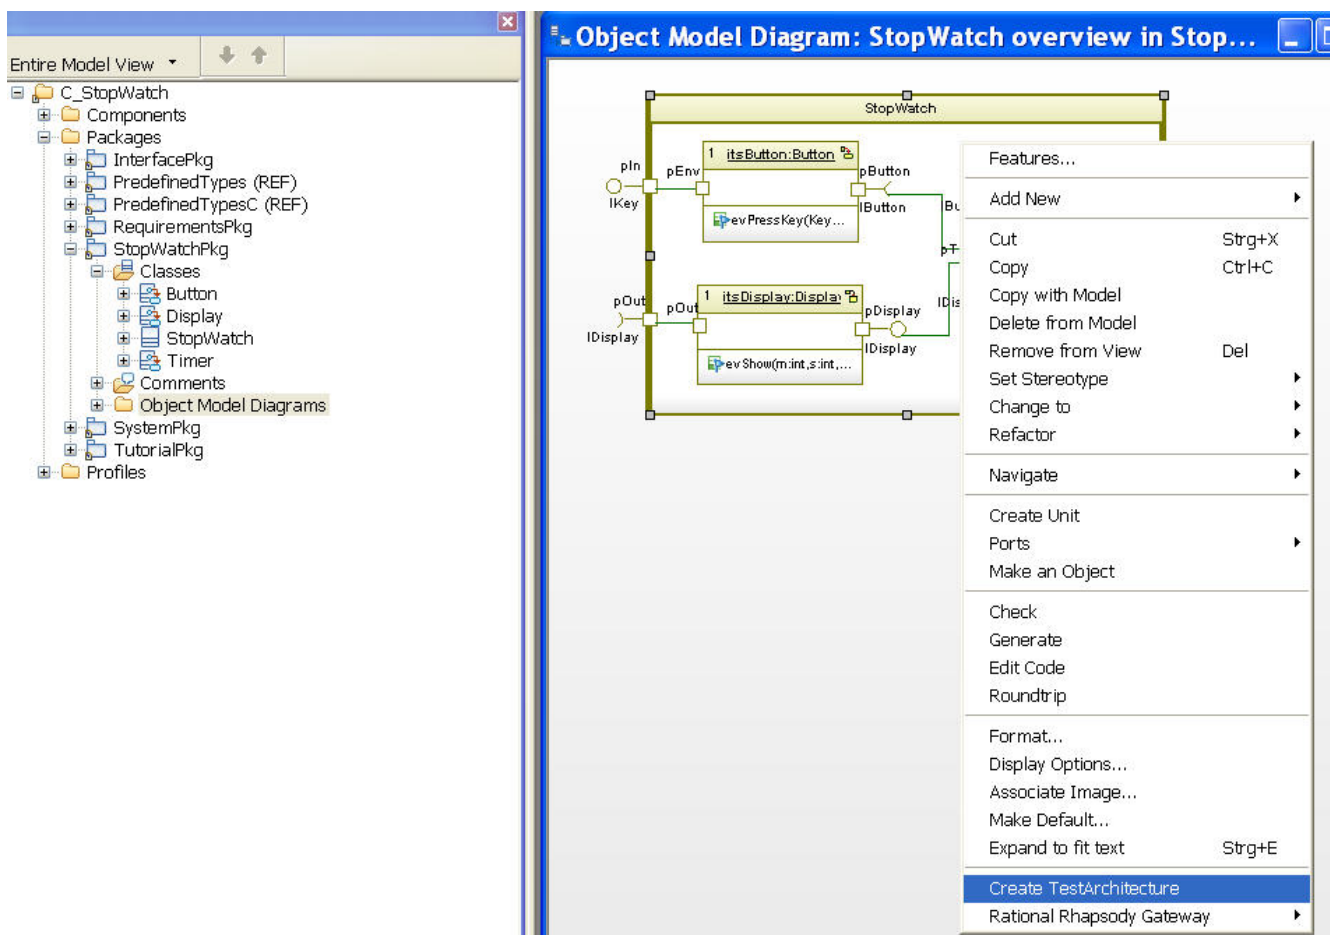 Entire Model View
C_StopWatch
Components
Packages
InterfacePkg
PredefinedTypes (REF)
PredefinedTypesC (REF)
RequirementsPkg
StopWatchPkg
Classes
Button
Display
StopWatch
Timer
Comments
Object Model Diagrams
SystemPkg
TutorialPkg
Profiles
Object Model Diagram: StopWatch overview in Stop...
StopWatch
pIn
IKey
pEnv
1 itsButton:Button
evPressKey(Key...
pButton
IButton
Bu
pT
pOut
IDisplay
pOut
1 itsDisplay:Display
evShow(m:int,s:int,...
pDisplay
IDisplay
IDis
Features...
Add New
Cut Strg+X
Copy Ctrl+C
Copy with Model
Delete from Model
Remove from View Del
Set Stereotype
Change to
Refactor
Navigate
Create Unit
Ports
Make an Object
Check
Generate
Edit Code
Roundtrip
Format...
Display Options...
Associate Image...
Make Default...
Expand to fit text Strg+E
Create TestArchitecture
Rational Rhapsody Gateway